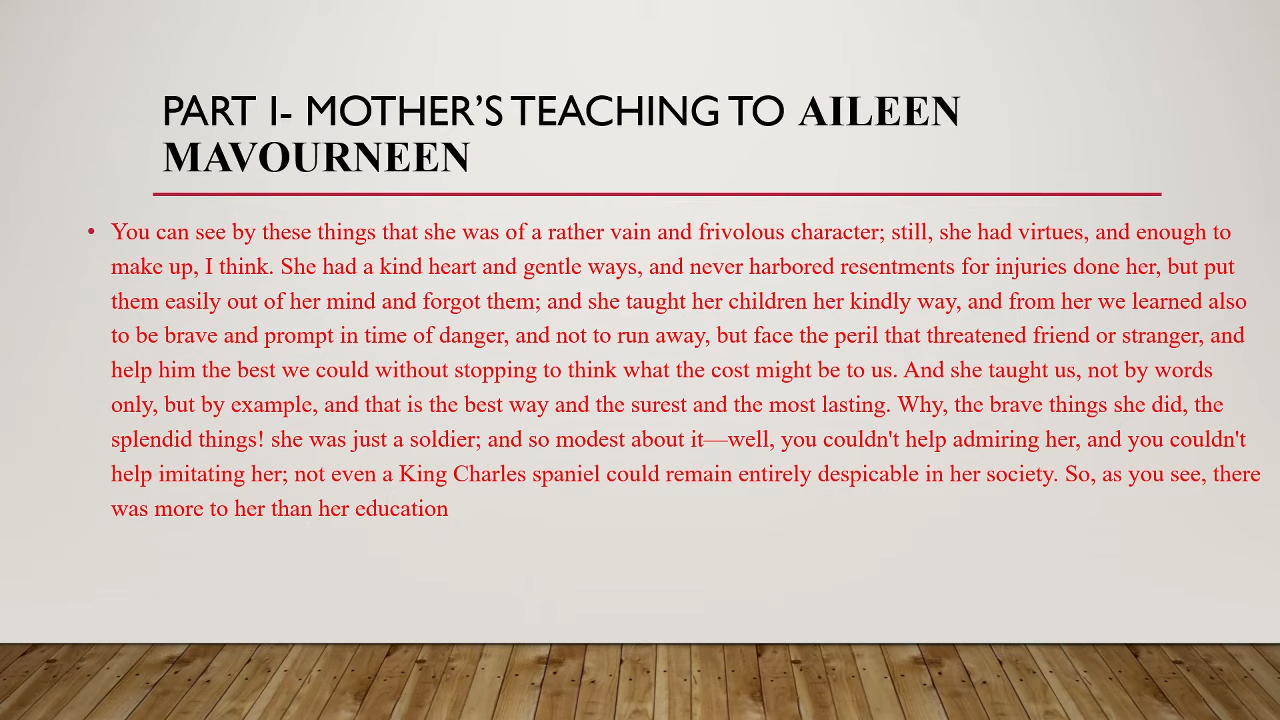 PART I- MOTHER’S TEACHING TO AILEEN
MAVOURNEEN
• You can see by these things that she was of a rather vain and frivolous character; still, she had virtues, and enough to
make up, I think. She had a kind heart and gentle ways, and never harbored resentments for injuries done her, but put
them easily out of her mind and forgot them; and she taught her children her kindly way, and from her we learned also
to be brave and prompt in time of danger, and not to run away, but face the peril that threatened friend or stranger, and
help him the best we could without stopping to think what the cost might be to us. And she taught us, not by words
only, but by example, and that is the best way and the surest and the most lasting. Why, the brave things she did, the
splendid things! she was just a soldier; and so modest about it—well, you couldn't help admiring her, and you couldn't
help imitating her; not even a King Charles spaniel could remain entirely despicable in her society. So, as you see, there
was more to her than her education